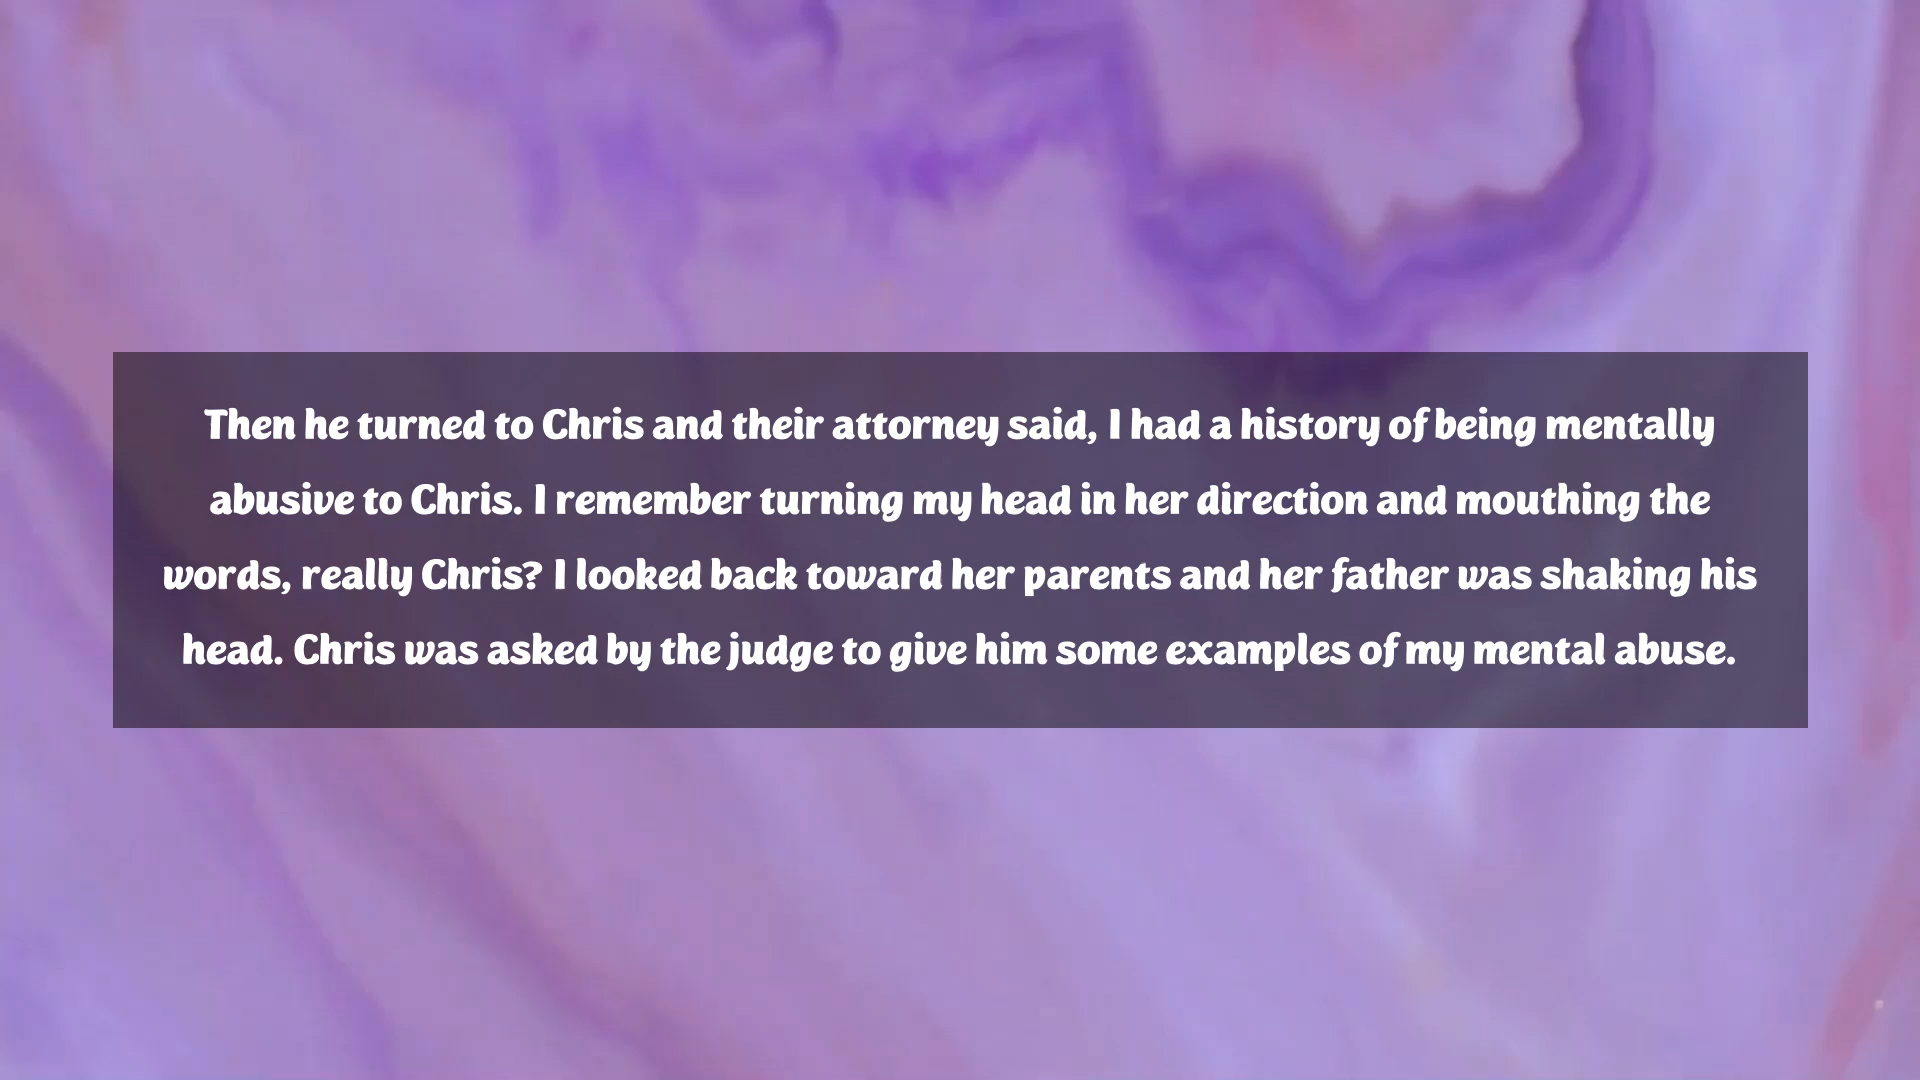 Then he turned to Chris and their attorney said, I had a history of being mentally
abusive to Chris. I remember turning my head in her direction and mouthing the
words, really Chris? I looked back toward her parents and her father was shaking his
head. Chris was asked by the judge to give him some examples of my mental abuse.